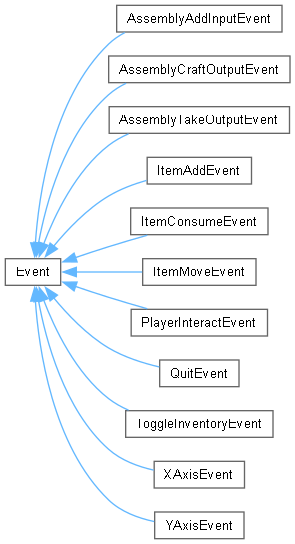 AssemblyAddInputEvent
AssemblyCraftOutputEvent
AssemblyTakeOutputEvent
ItemAddEvent
ItemConsumeEvent
Event
ItemMoveEvent
PlayerInteractEvent
QuitEvent
ToggleInventoryEvent
XAxisEvent
YAxisEvent